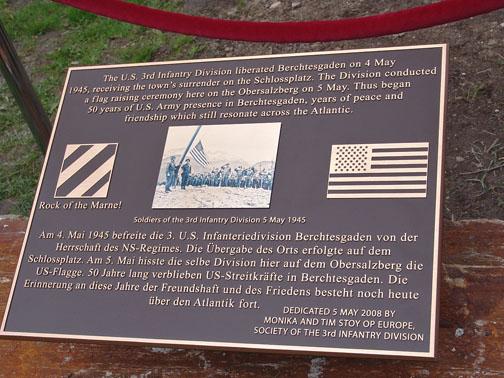 The U.S. 3rd Infantry Division liberated Berchtesgaden on 4 May
1945, receiving the town's surrender on the Schlossplatz. The Division conducted
a flag raising ceremony here on the Obersalzberg on 5 May. Thus began
50 years of U.S. Army presence in Berchtesgaden, years of peace and
friendship which still resonate across the Atlantic.
Rock of the Marne!
Soldiers of the 3rd Infantry Division 5 May 1945
Am 4. Mai 1945 befreite die 3. U.S. Infanteriedivision Berchtesgaden von der
Herrschaft des NS-Regimes. Die Übergabe des Orts erfolgte auf dem
Schlossplatz. Am 5. Mai hisste die selbe Division hier auf dem Obersalzberg die
US-Flagge. 50 Jahre lang verblieben US-Streitkräfte in Berchtesgaden. Die
Erinnerung an diese Jahre der Freundshaft und des Friedens besteht noch heute
über den Atlantik fort.
DEDICATED 5 MAY 2008 BY
MONIKA AND TIM STOY OP EUROPE,
SOCIETY OF THE 3rd INFANTRY DIVISION